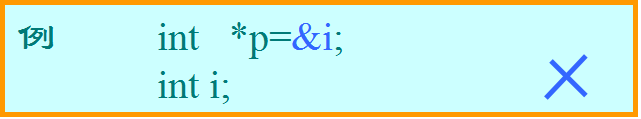 例 int *p=&i;
int i;
×